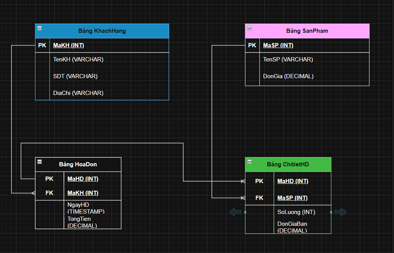 Bảng KhachHang
PK MaKH (INT)
TenKH (VARCHAR)
SDT (VARCHAR)
DiaChi (VARCHAR)
Bảng SanPham
PK MaSP (INT)
TenSP (VARCHAR)
DonGia (DECIMAL)
Bảng HoaDon
PK MaHD (INT)
FK MaKH (INT)
NgayHD
(TIMESTAMP)
TongTien
(DECIMAL)
Bảng ChitietHD
PK MaHD (INT)
FK MaSP (INT)
SoLuong (INT)
DonGiaBan
(DECIMAL)